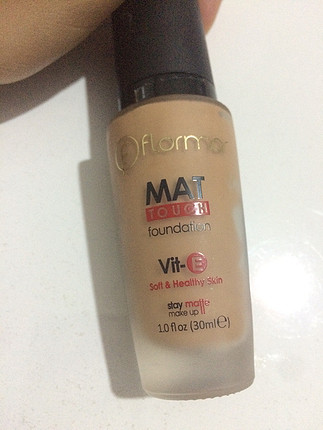 flormar
MAT
TOUCH
foundation
Vit-E
Soft & Healthy Skin
stay matte
make up !!
1.0 fl oz (30ml℮)